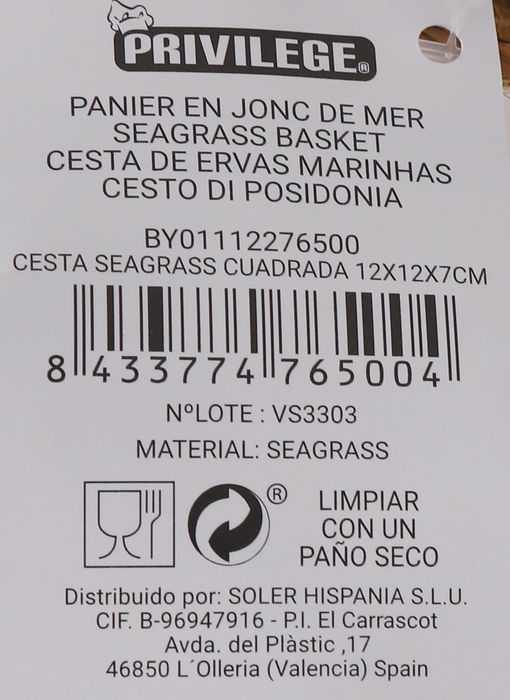 PRIVILEGE®
PANIER EN JONC DE MER
SEAGRASS BASKET
CESTA DE ERVAS MARINHAS
CESTO DI POSIDONIA
BY01112276500
CESTA SEAGRASS CUADRADA 12X12X7CM
8 433774 765004
NºLOTE : VS3303
MATERIAL: SEAGRASS
® LIMPIAR
CON UN
PAÑO SECO
Distribuido por: SOLER HISPANIA S.L.U.
CIF. B-96947916 - P.I. El Carrascot
Avda. del Plàstic ,17
46850 L´Olleria (Valencia) Spain